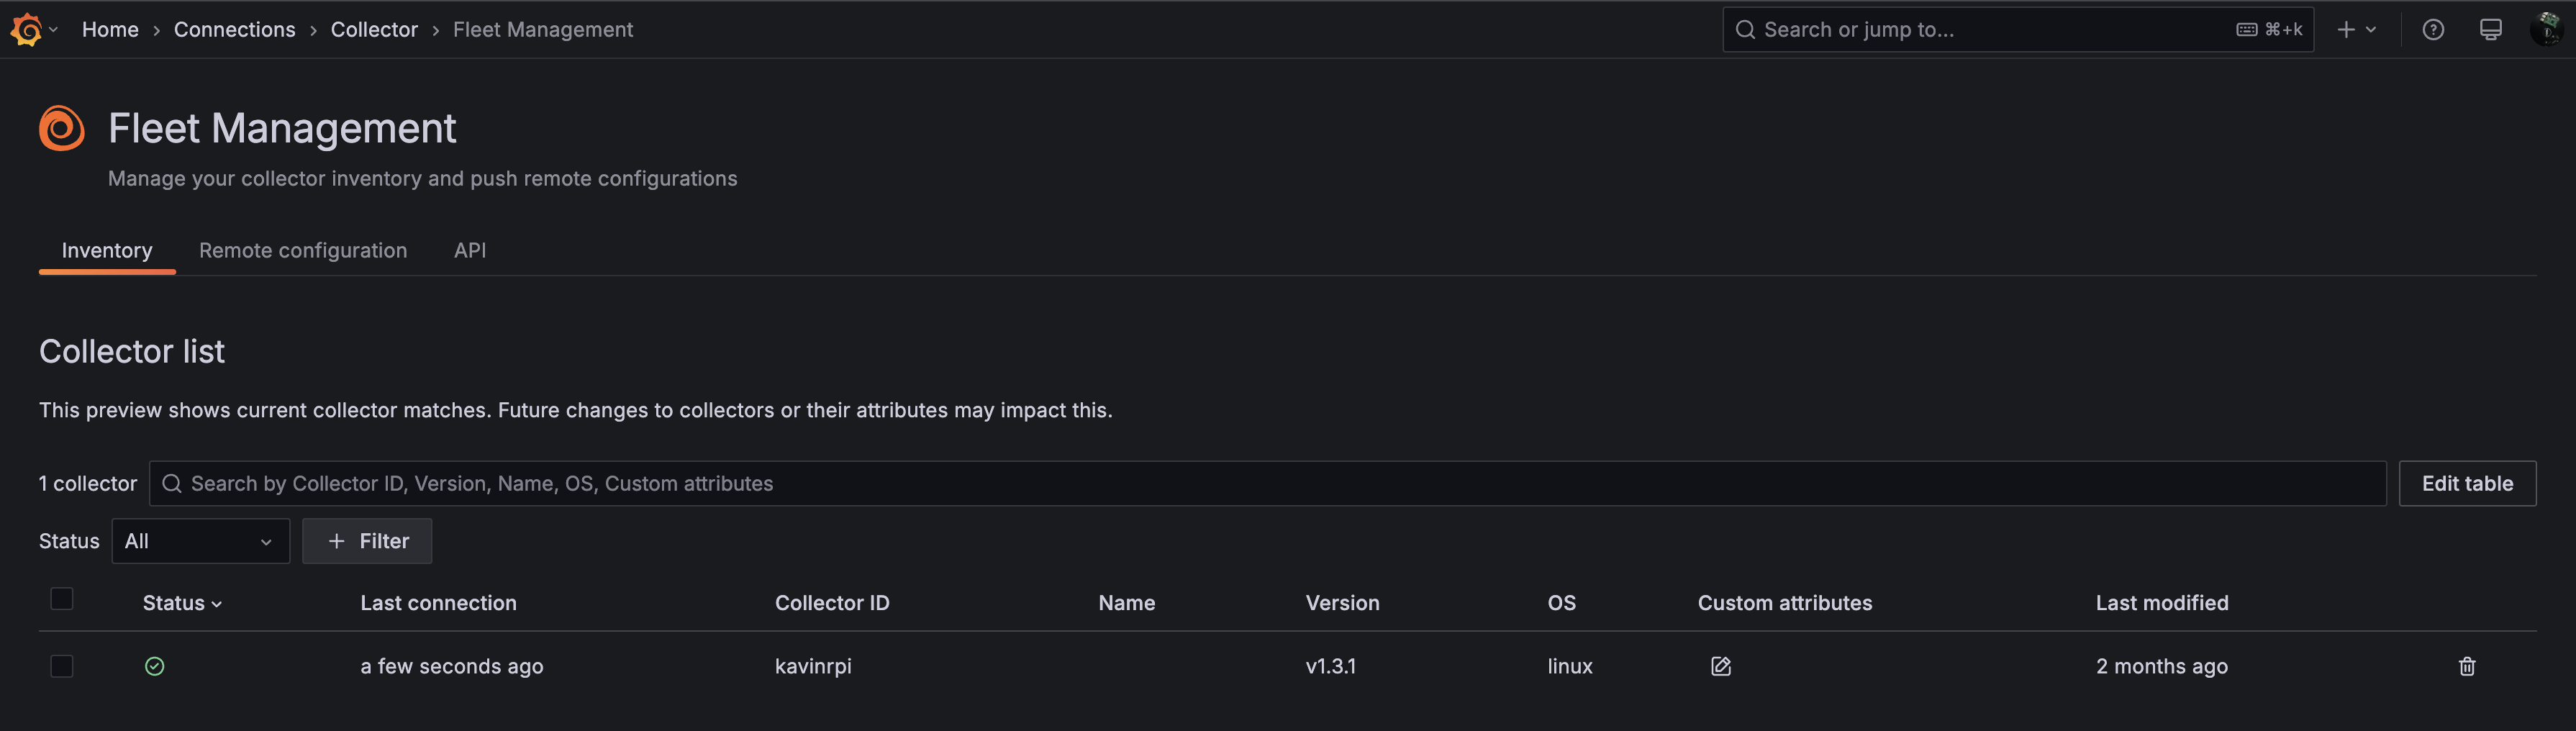 Home › Connections › Collector › Fleet Management Search or jump to... ⌘+k
Fleet Management
Manage your collector inventory and push remote configurations
Inventory Remote configuration API
Collector list
This preview shows current collector matches. Future changes to collectors or their attributes may impact this.
1 collector Search by Collector ID, Version, Name, OS, Custom attributes Edit table
Status All + Filter
Status Last connection Collector ID Name Version OS Custom attributes Last modified
a few seconds ago kavinrpi v1.3.1 linux 2 months ago